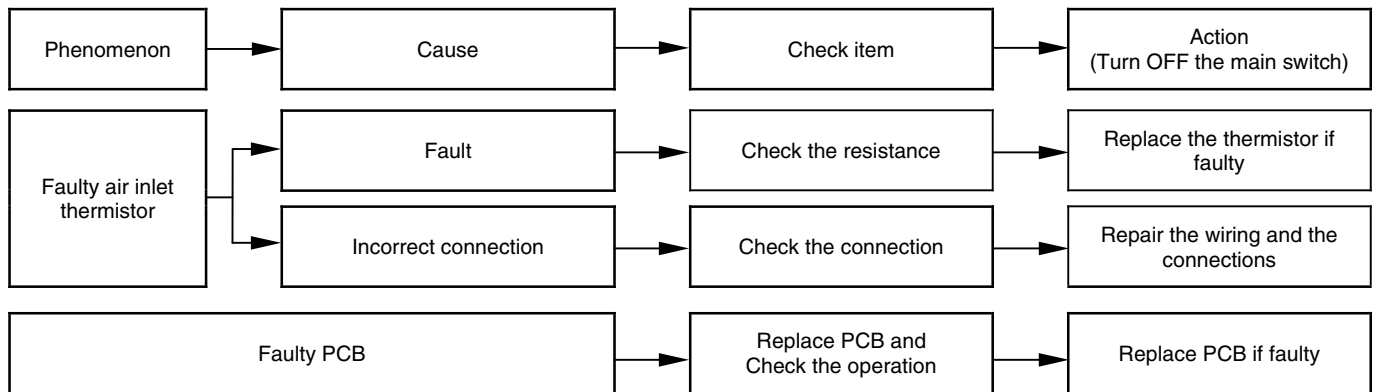 Phenomenon
Cause
Check item
Action
(Turn OFF the main switch)
Faulty air inlet
thermistor
Fault
Check the resistance
Replace the thermistor if
faulty
Incorrect connection
Check the connection
Repair the wiring and the
connections
Faulty PCB
Replace PCB and
Check the operation
Replace PCB if faulty